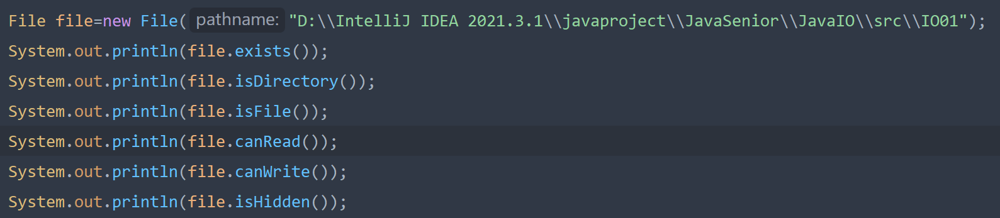 File file=new File( pathname: "D:\\IntelliJ IDEA 2021.3.1\\javaproject\\JavaSenior\\JavaIO\\src\\IO01");
System.out.println(file.exists());
System.out.println(file.isDirectory());
System.out.println(file.isFile());
System.out.println(file.canRead());
System.out.println(file.canWrite());
System.out.println(file.isHidden());